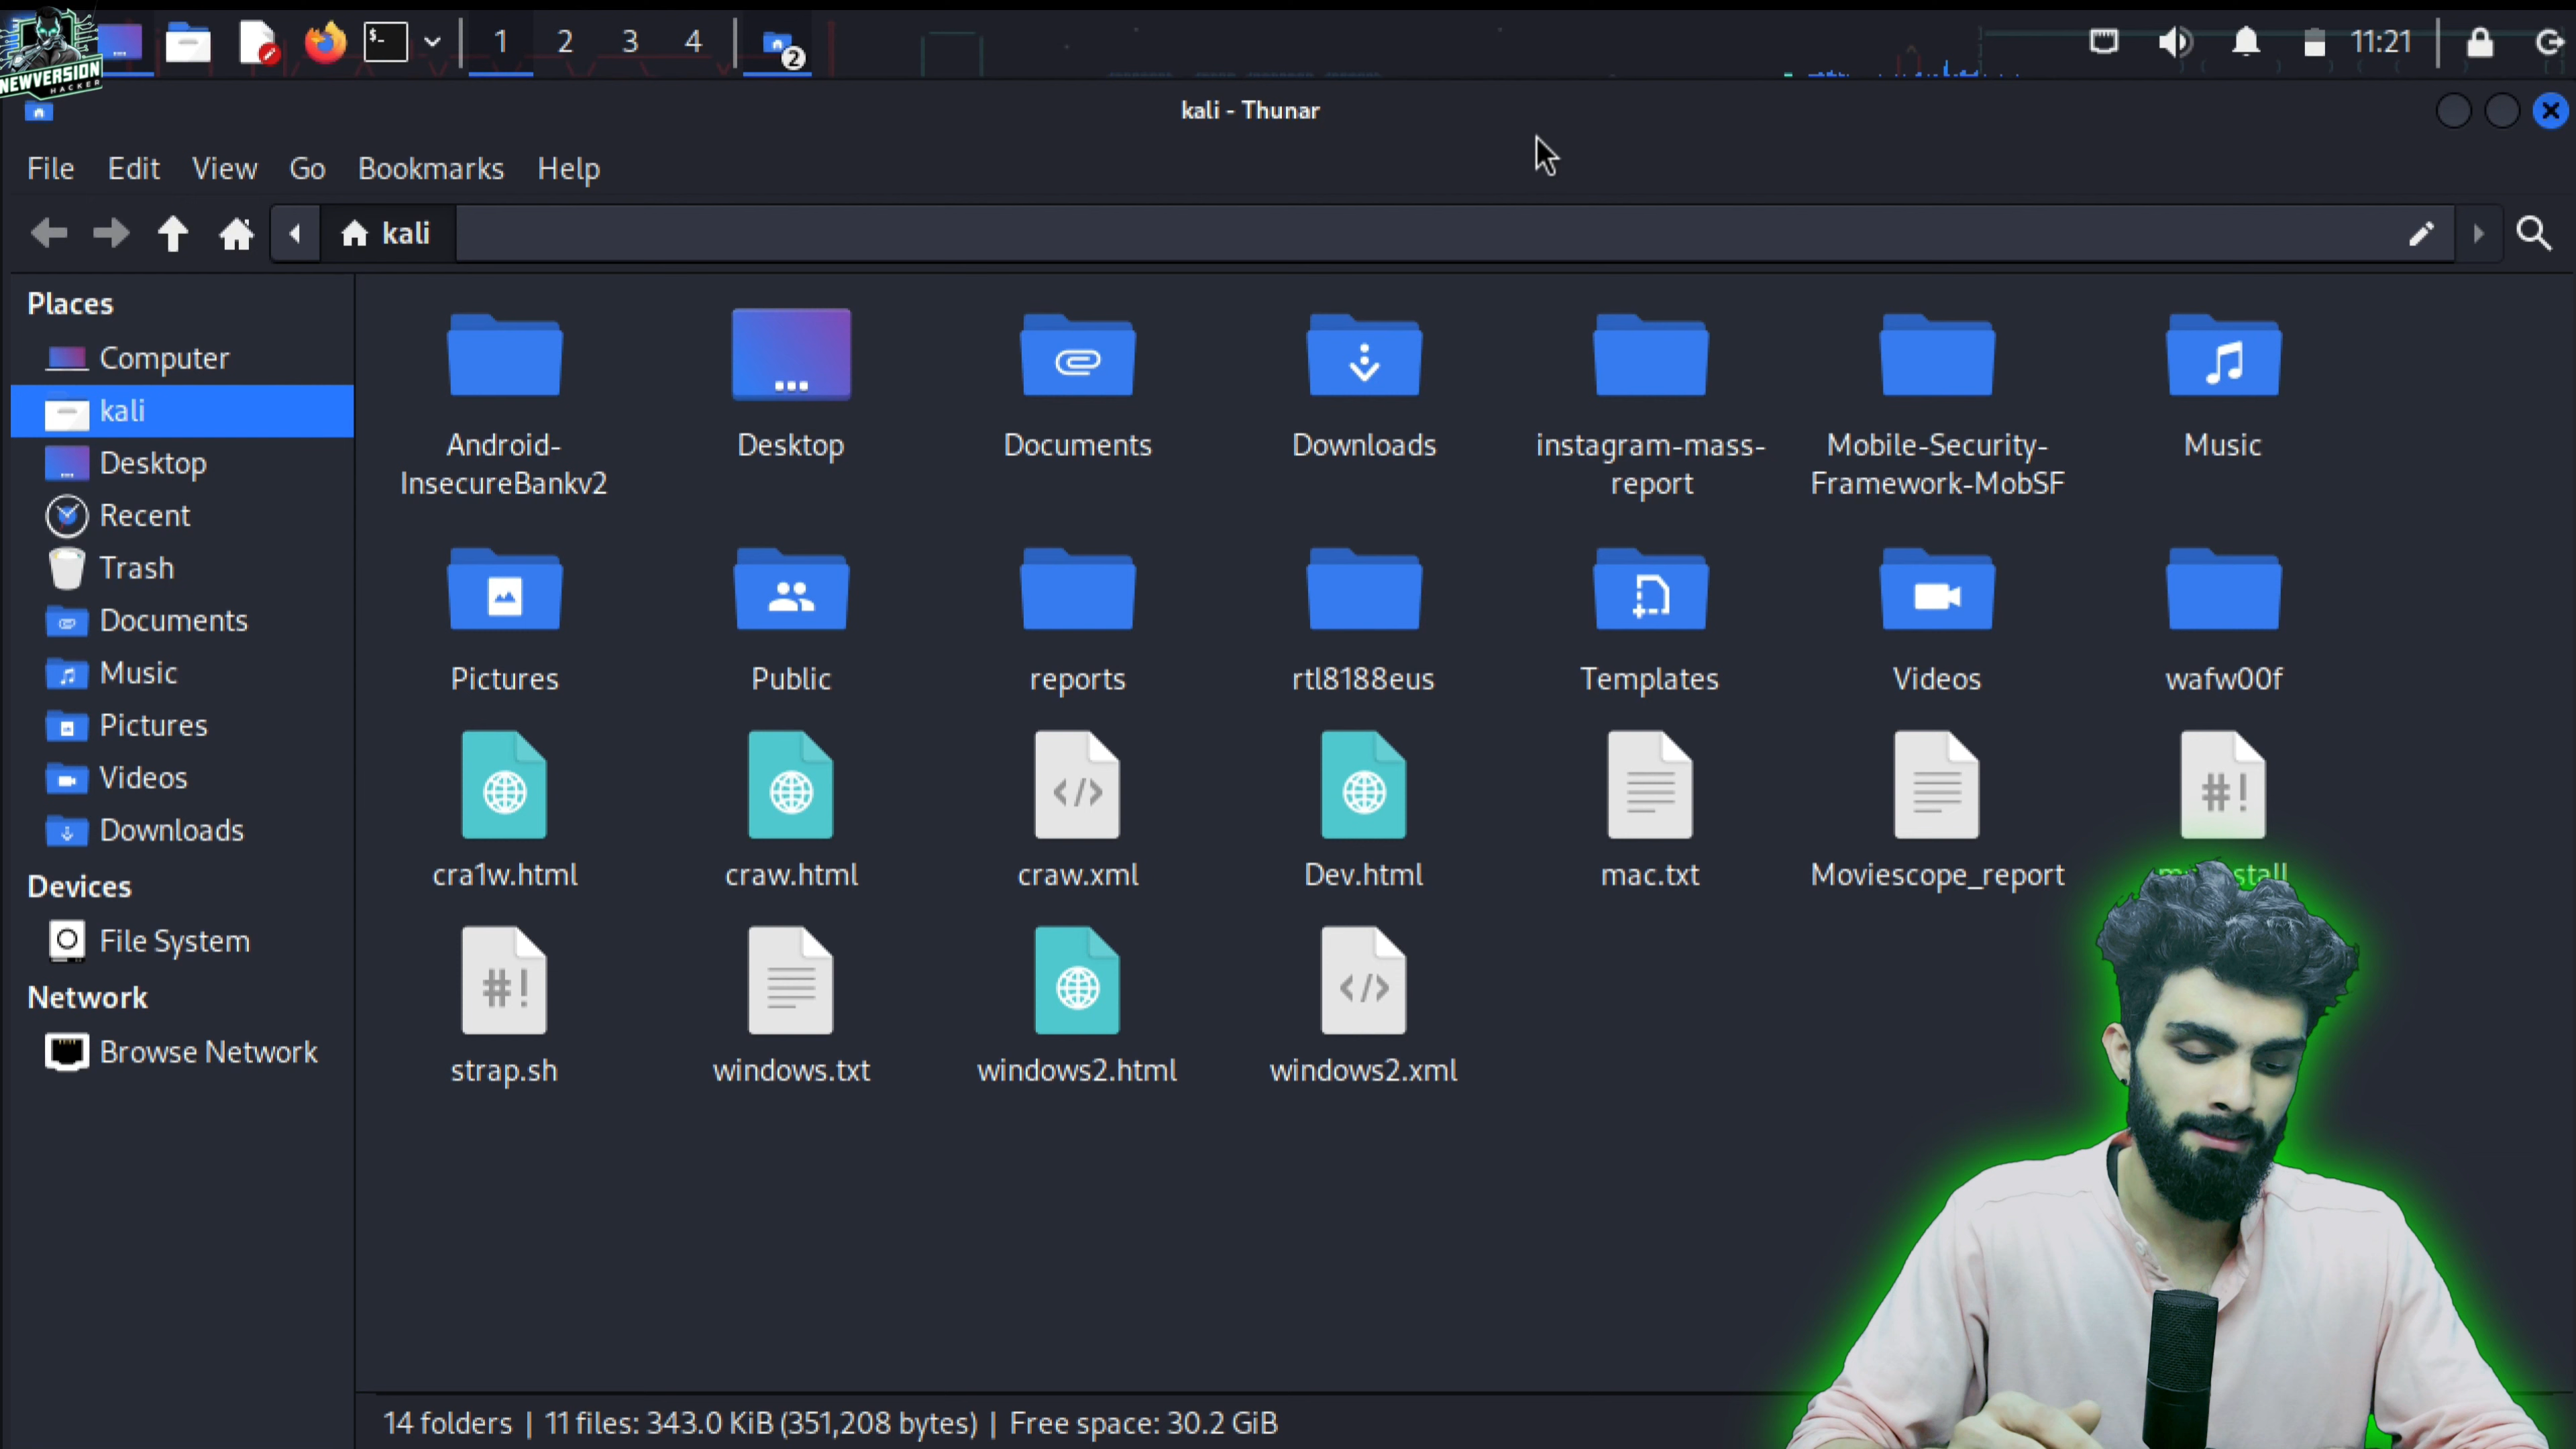 $-
1 2 3 4
2
11:21
NEWVERSION
HACKER
kali - Thunar
File Edit View Go Bookmarks Help
kali
Places
Computer
kali
Desktop
Recent
Trash
Documents
Music
Pictures
Videos
Downloads
Devices
File System
Network
Browse Network
Android-
InsecureBankv2
Desktop
Documents
Downloads
instagram-mass-
report
Mobile-Security-
Framework-MobSF
Music
Pictures
Public
reports
rtl8188eus
Templates
Videos
wafw00f
cra1w.html
craw.html
craw.xml
Dev.html
mac.txt
Moviescope_report
strap.sh
windows.txt
windows2.html
windows2.xml
14 folders | 11 files: 343.0 KiB (351,208 bytes) | Free space: 30.2 GiB